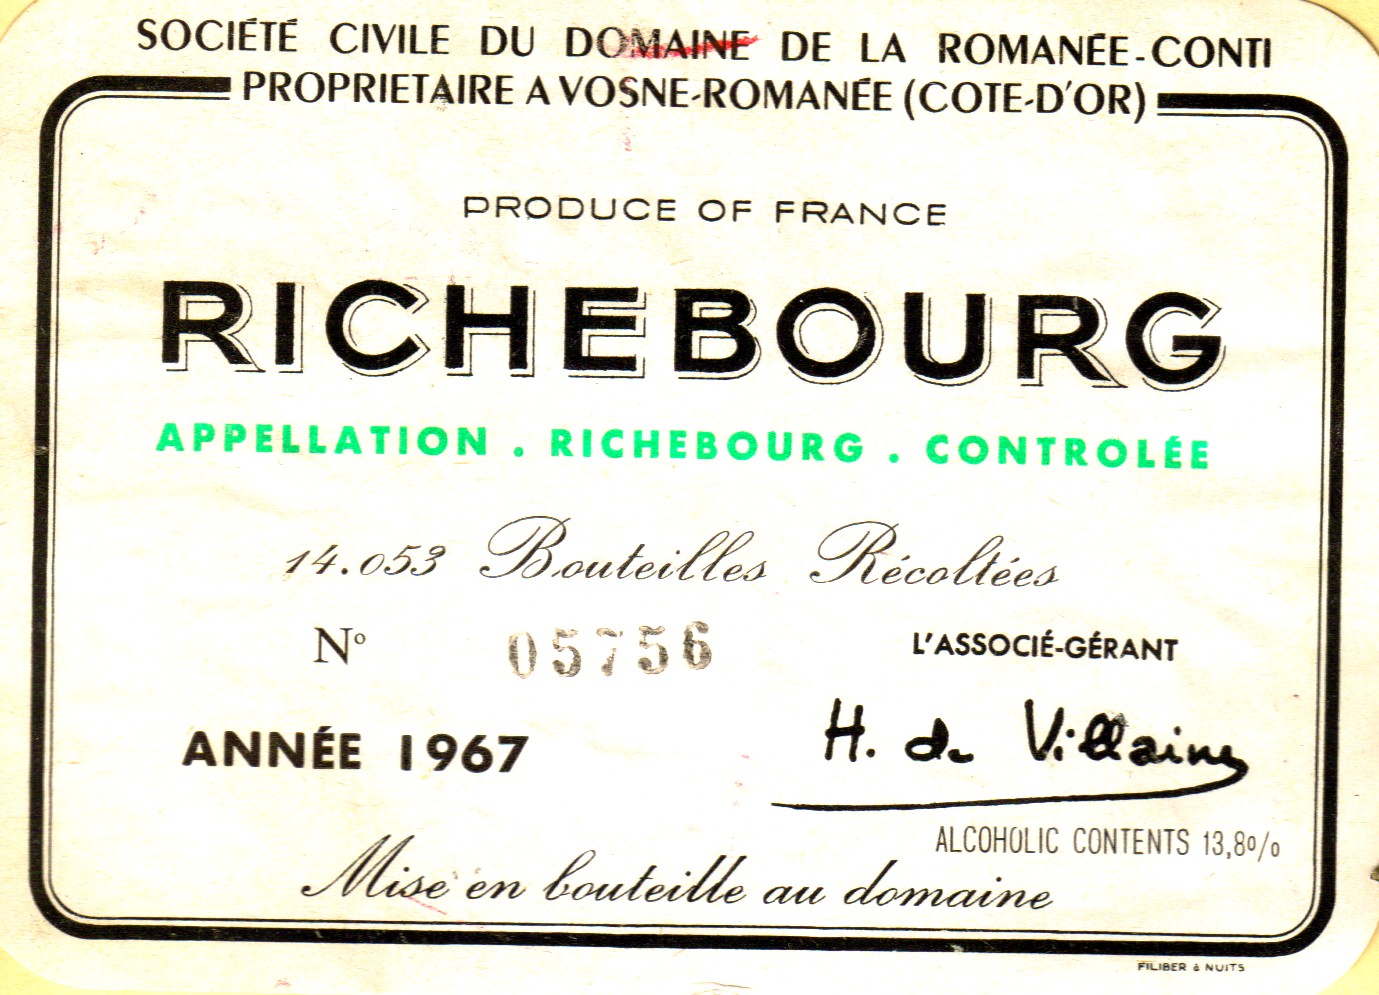 SOCIÉTÉ CIVILE DU DOMAINE DE LA ROMANÉE-CONTI
PROPRIETAIRE A VOSNE-ROMANÉE (COTE-D'OR)
PRODUCE OF FRANCE
RICHEBOURG
APPELLATION . RICHEBOURG . CONTROLÉE
14.053 Bouteilles Récoltées
Nº 05756 L'ASSOCIÉ-GÉRANT
ANNÉE 1967 H. de Villaine
ALCOHOLIC CONTENTS 13,8º/o
Mise en bouteille au domaine
FILIBER à NUITS